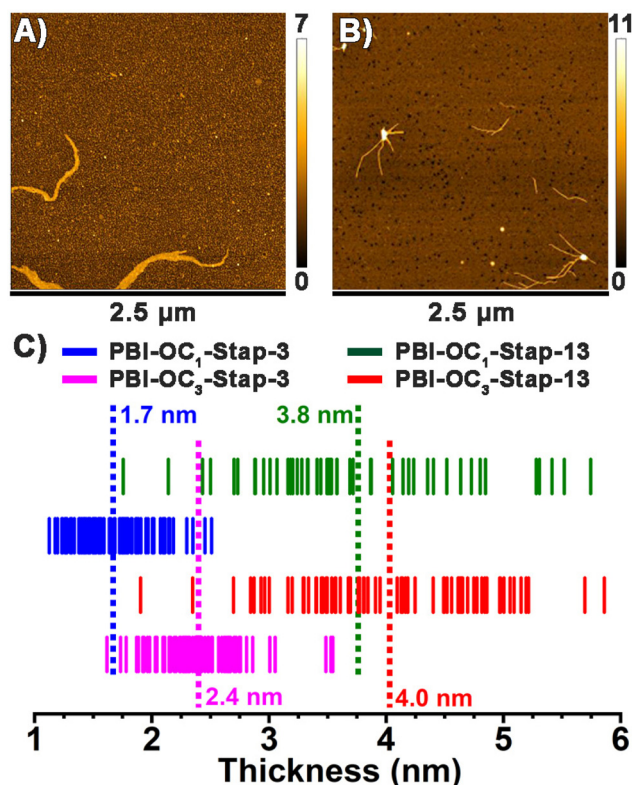 A)
7
0
2.5 µm
B)
11
0
2.5 µm
C)
PBI-OC₁-Stap-3
PBI-OC₁-Stap-13
PBI-OC₃-Stap-3
PBI-OC₃-Stap-13
1.7 nm
3.8 nm
2.4 nm
4.0 nm
1 2 3 4 5 6
Thickness (nm)